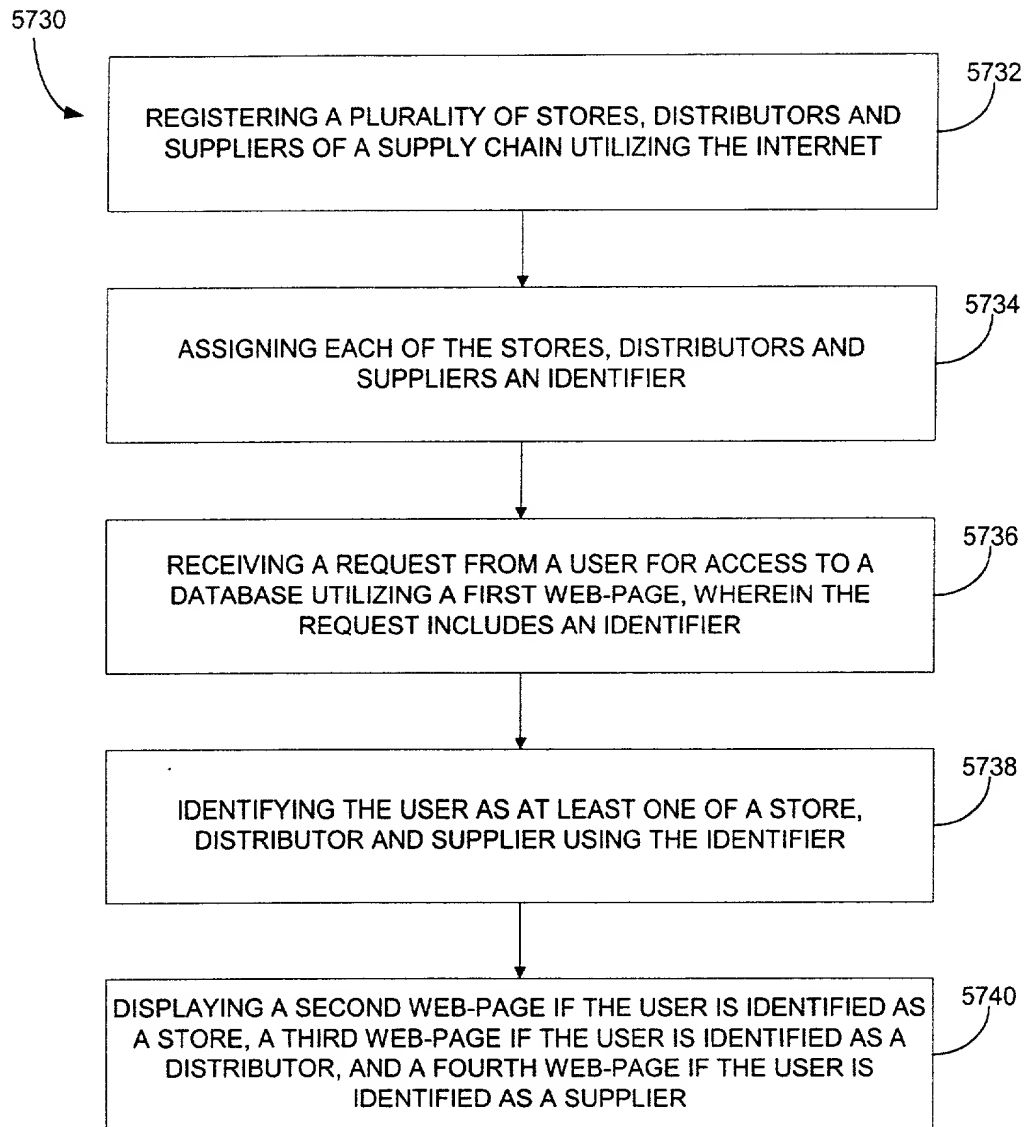 5730
5732
REGISTERING A PLURALITY OF STORES, DISTRIBUTORS AND
SUPPLIERS OF A SUPPLY CHAIN UTILIZING THE INTERNET
5734
ASSIGNING EACH OF THE STORES, DISTRIBUTORS AND
SUPPLIERS AN IDENTIFIER
5736
RECEIVING A REQUEST FROM A USER FOR ACCESS TO A
DATABASE UTILIZING A FIRST WEB-PAGE, WHEREIN THE
REQUEST INCLUDES AN IDENTIFIER
5738
IDENTIFYING THE USER AS AT LEAST ONE OF A STORE,
DISTRIBUTOR AND SUPPLIER USING THE IDENTIFIER
5740
DISPLAYING A SECOND WEB-PAGE IF THE USER IS IDENTIFIED AS
A STORE, A THIRD WEB-PAGE IF THE USER IS IDENTIFIED AS A
DISTRIBUTOR, AND A FOURTH WEB-PAGE IF THE USER IS
IDENTIFIED AS A SUPPLIER